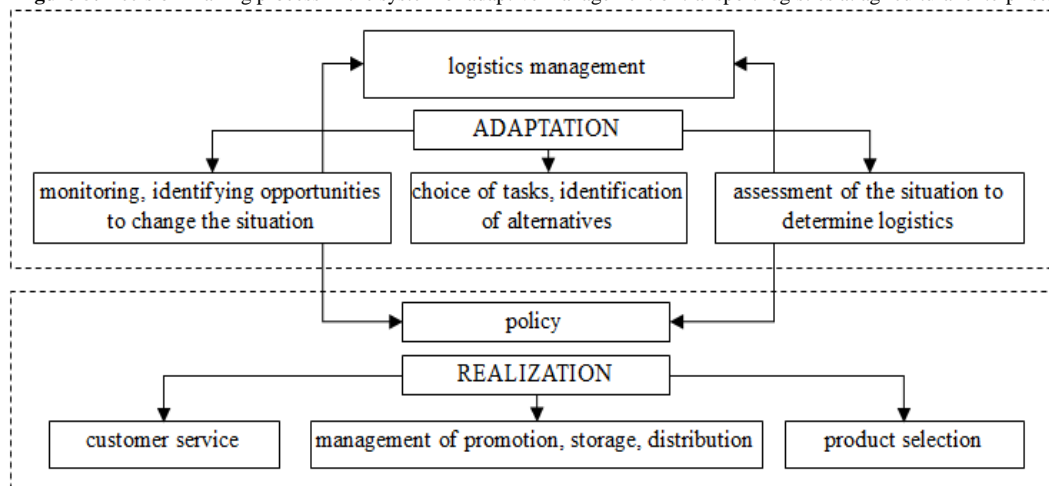 logistics management
ADAPTATION
monitoring, identifying opportunities
to change the situation
choice of tasks, identification
of alternatives
assessment of the situation to
determine logistics
policy
REALIZATION
customer service
management of promotion, storage, distribution
product selection